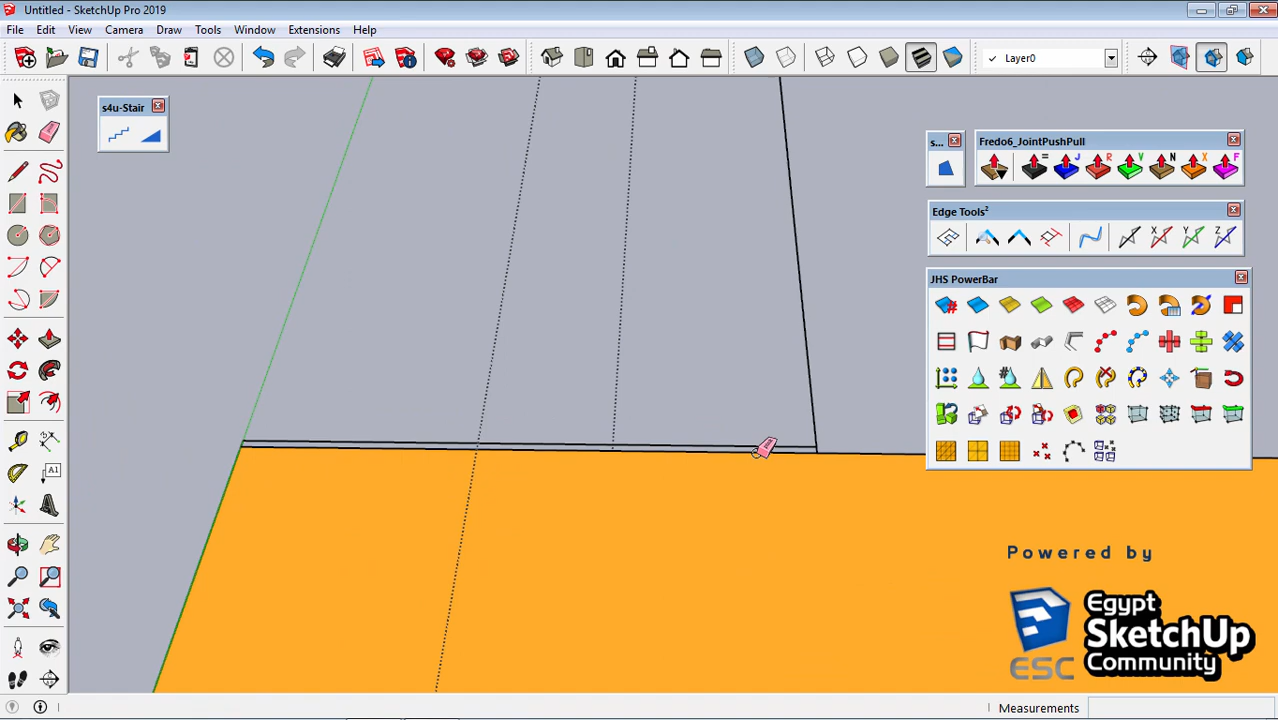 Untitled - SketchUp Pro 2019
File Edit View Camera Draw Tools Window Extensions Help
Layer0
s4u-Stair
s...
Fredo6_JointPushPull
= J R V N X F
Edge Tools²
X Y Z
JHS PowerBar
A1
Powered by
Egypt
SketchUp
Community
ESC
Measurements